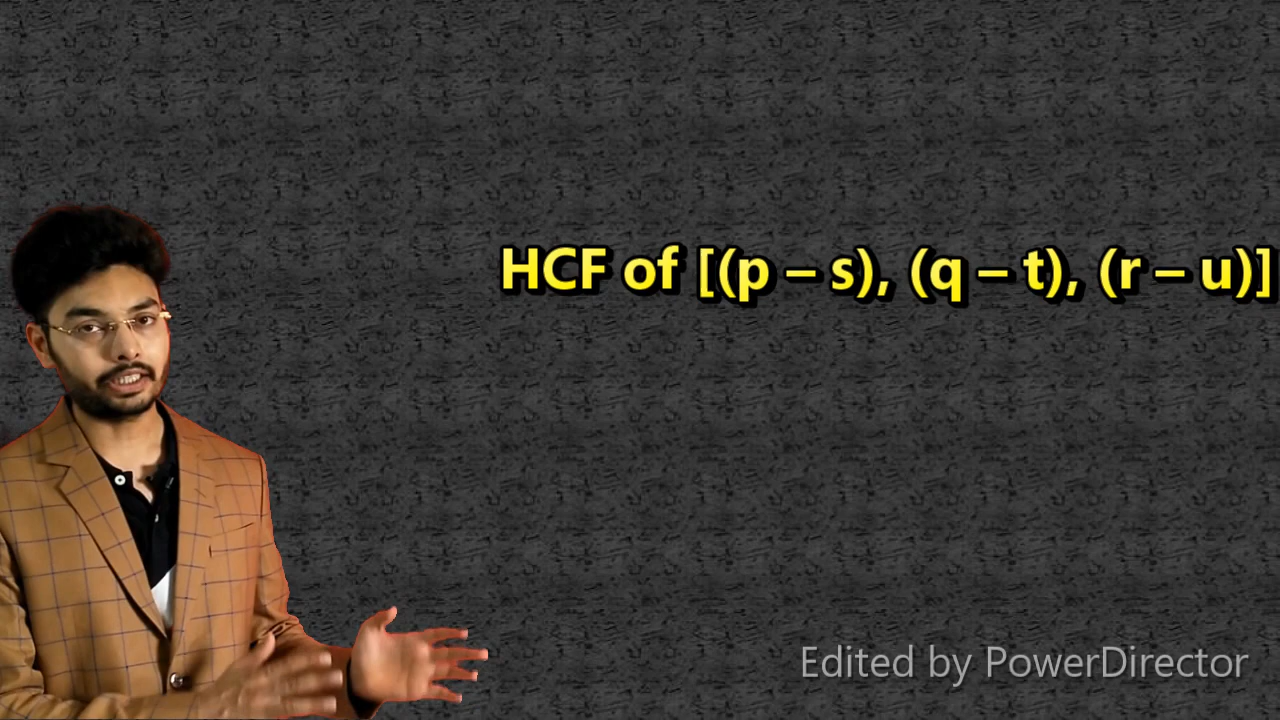 HCF of [(p – s), (q – t), (r – u)]
Edited by PowerDirector